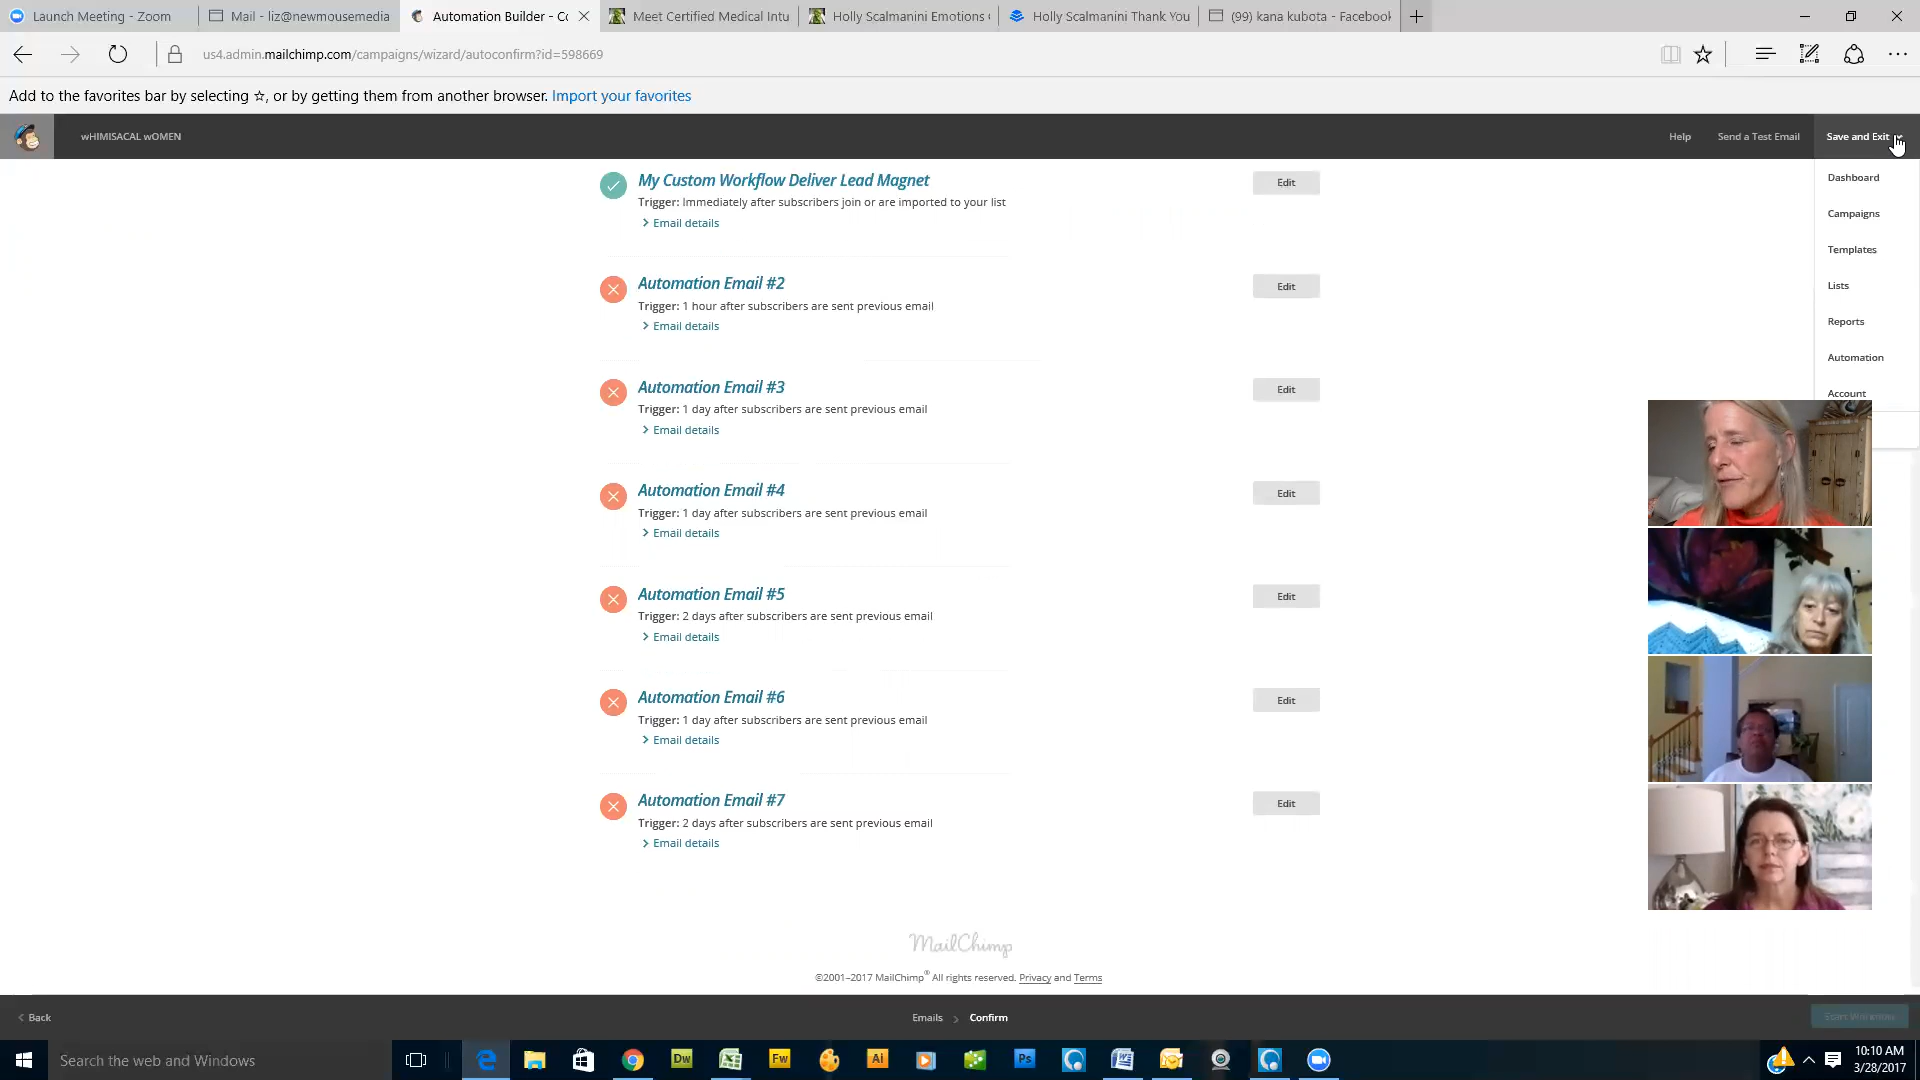 Launch Meeting - Zoom
Mail - liz@newmousemedia
Automation Builder - Co
Meet Certified Medical Intu
Holly Scalmanini Emotions
Holly Scalmanini Thank You
(99) kana kubota - Facebook
us4.admin.mailchimp.com/campaigns/wizard/autoconfirm?id=598669
Add to the favorites bar by selecting ☆, or by getting them from another browser. Import your favorites
wHIMISACAL wOMEN
Help
Send a Test Email
Save and Exit
Dashboard
Campaigns
Templates
Lists
Reports
Automation
Account
My Custom Workflow Deliver Lead Magnet
Edit
Trigger: Immediately after subscribers join or are imported to your list
> Email details
Automation Email #2
Edit
Trigger: 1 hour after subscribers are sent previous email
> Email details
Automation Email #3
Edit
Trigger: 1 day after subscribers are sent previous email
> Email details
Automation Email #4
Edit
Trigger: 1 day after subscribers are sent previous email
> Email details
Automation Email #5
Edit
Trigger: 2 days after subscribers are sent previous email
> Email details
Automation Email #6
Edit
Trigger: 1 day after subscribers are sent previous email
> Email details
Automation Email #7
Edit
Trigger: 2 days after subscribers are sent previous email
> Email details
MailChimp
©2001–2017 MailChimp® All rights reserved. Privacy and Terms
< Back
Emails > Confirm
Start Workflow
Search the web and Windows
Dw
Fw
Ai
Ps
10:10 AM
3/28/2017